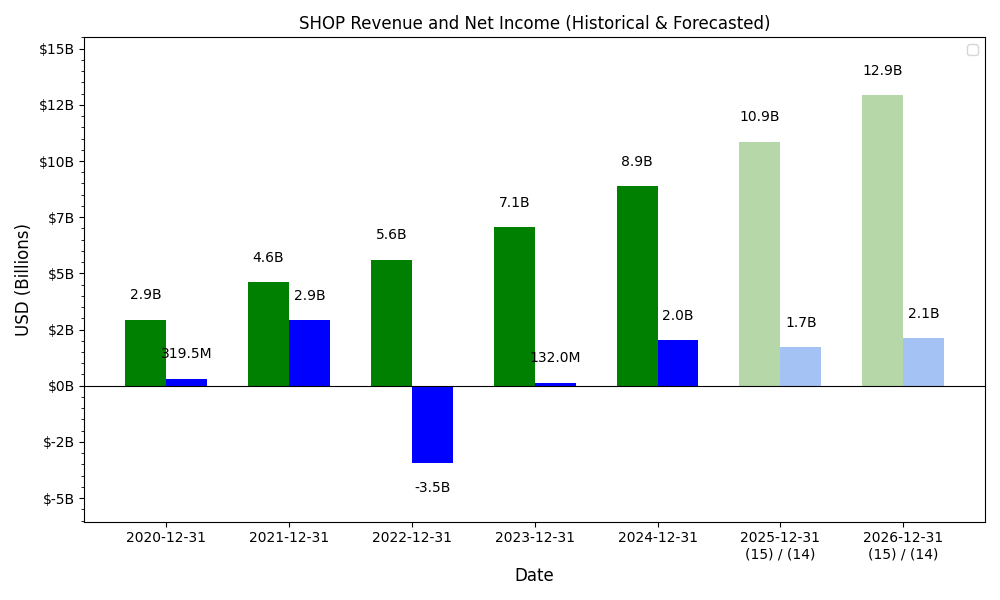 SHOP Revenue and Net Income (Historical & Forecasted)
USD (Billions)
$15B
$12B
$10B
$7B
$5B
$2B
$0B
$-2B
$-5B
2.9B
319.5M
4.6B
2.9B
5.6B
-3.5B
7.1B
132.0M
8.9B
2.0B
10.9B
1.7B
12.9B
2.1B
2020-12-31
2021-12-31
2022-12-31
2023-12-31
2024-12-31
2025-12-31
(15) / (14)
2026-12-31
(15) / (14)
Date